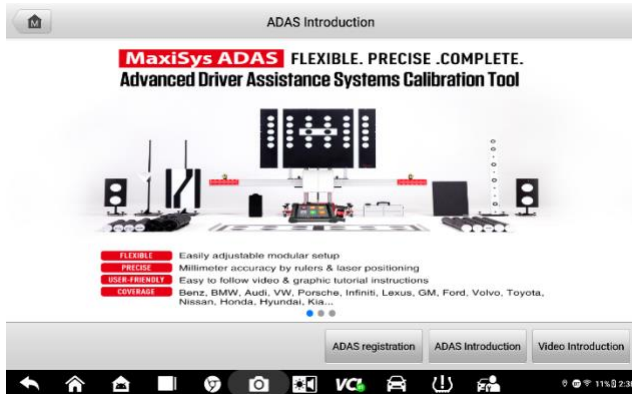 ADAS Introduction
MaxiSys ADAS FLEXIBLE. PRECISE .COMPLETE.
Advanced Driver Assistance Systems Calibration Tool
FLEXIBLE Easily adjustable modular setup
PRECISE Millimeter accuracy by rulers & laser positioning
USER-FRIENDLY Easy to follow video & graphic tutorial instructions
COVERAGE Benz, BMW, Audi, VW, Porsche, Infiniti, Lexus, GM, Ford, Volvo, Toyota,
Nissan, Honda, Hyundai, Kia...
ADAS registration ADAS Introduction Video Introduction
VCI 11% 2:38